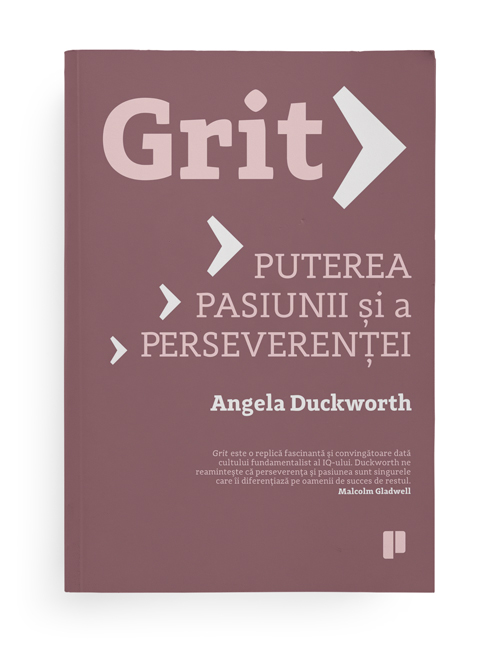 Grit
PUTEREA
PASIUNII și a
PERSEVERENȚEI
Angela Duckworth
Grit este o replică fascinantă și convingătoare dată
cultului fundamentalist al IQ-ului. Duckworth ne
reamintește că perseverența și pasiunea sunt singurele
care îi diferențiază pe oamenii de succes de restul.
Malcolm Gladwell